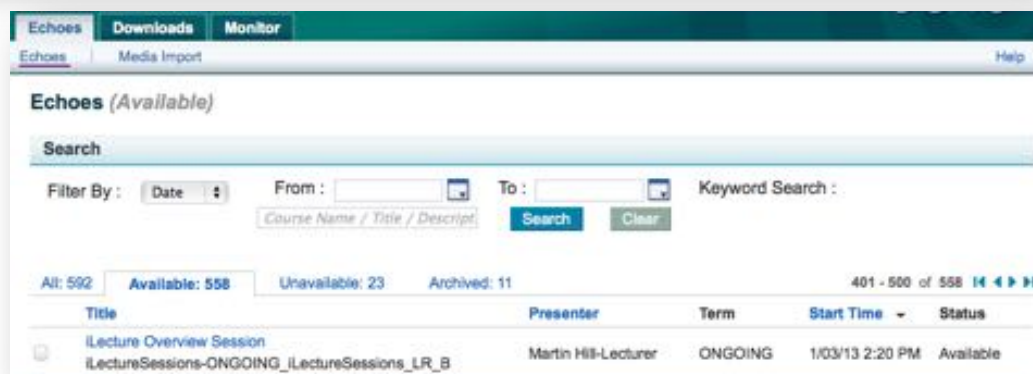 Echoes Downloads Monitor
Echoes Media Import Help
Echoes (Available)
Search
Filter By : Date From : To : Keyword Search :
Course Name / Title / Descript Search Clear
All: 592 Available: 558 Unavailable: 23 Archived: 11 401 - 500 of 558
Title Presenter Term Start Time Status
iLecture Overview Session
iLectureSessions-ONGOING_iLectureSessions_LR_B Martin Hill-Lecturer ONGOING 1/03/13 2:20 PM Available